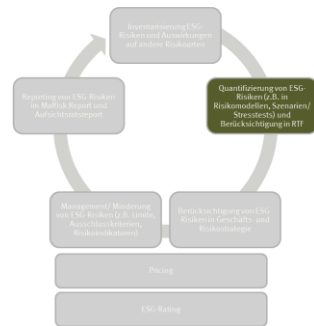 Inventarisierung ESG-
Risiken und Auswirkungen
auf andere Risikoarten
Quantifizierung von ESG-
Risiken (z.B. in
Risikomodellen, Szenarien/
Stresstests) und
Berücksichtigung in RTF
Berücksichtigung von ESG
Risiken in Geschäfts- und
Risikostrategie
Management/ Minderung
von ESG-Risiken (z.B. Limite,
Ausschlusskriterien,
Risikoindikatoren)
Reporting von ESG-Risiken
im MaRisk Report und
Aufsichtsratsreport
Pricing
ESG-Rating